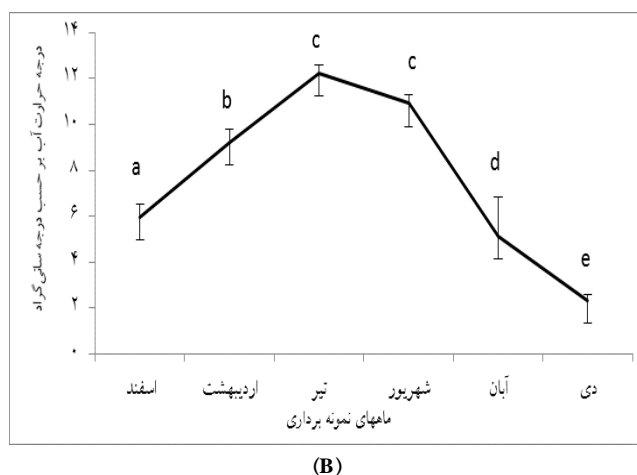 درجه حرارت آب بر حسب درجه سانتی‌گراد
۱۴
۱۲
۱۰
۸
۶
۴
۲
۰
a
b
c
c
d
e
اسفند
اردیبهشت
تیر
شهریور
آبان
دی
ماههای نمونه برداری
(B)